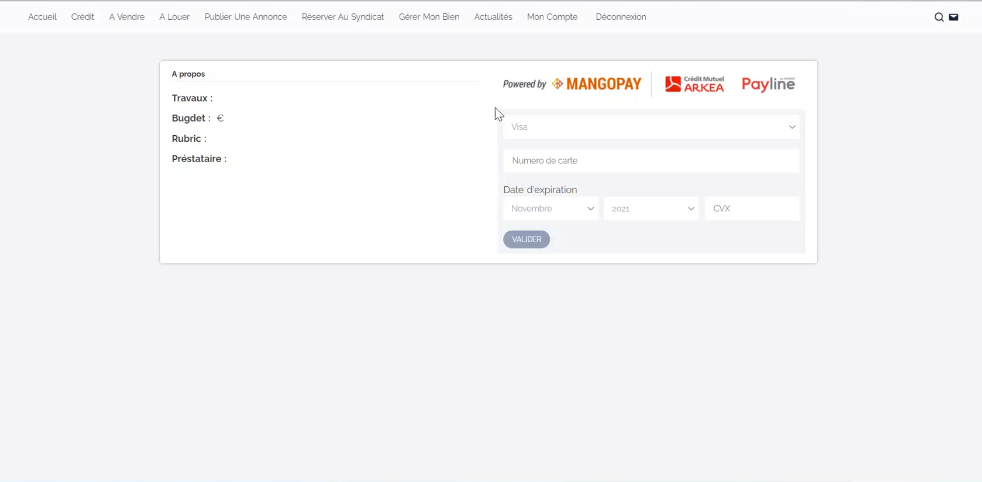 Accueil Crédit A Vendre A Louer Publier Une Annonce Réserver Au Syndicat Gérer Mon Bien Actualités Mon Compte Déconnexion
A propos
Travaux :
Bugdet : €
Rubric :
Préstataire :
Powered by MANGOPAY
Crédit Mutuel
ARKEA
Payline
Visa
Numero de carte
Date d'expiration
Novembre 2021 CVX
VALIDER